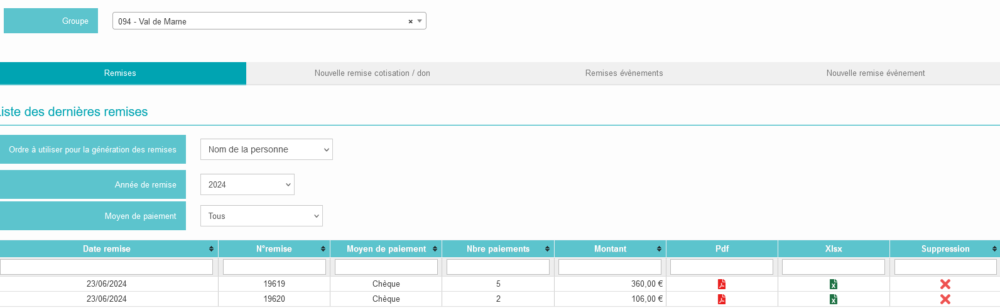 Groupe 094 - Val de Marne × 
Remises Nouvelle remise cotisation / don Remises évènements Nouvelle remise évènement
iste des dernières remises
Ordre à utiliser pour la génération des remises Nom de la personne
Année de remise 2024
Moyen de paiement Tous
Date remise N°remise Moyen de paiement Nbre paiements Montant Pdf Xlsx Suppression
23/06/2024 19619 Chèque 5 360,00 €
23/06/2024 19620 Chèque 2 106,00 €